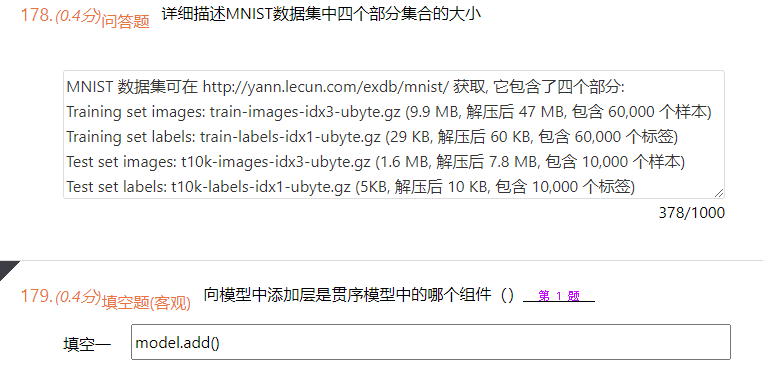 178.(0.4分)问答题 详细描述MNIST数据集中四个部分集合的大小
MNIST 数据集可在 http://yann.lecun.com/exdb/mnist/ 获取, 它包含了四个部分:
Training set images: train-images-idx3-ubyte.gz (9.9 MB, 解压后 47 MB, 包含 60,000 个样本)
Training set labels: train-labels-idx1-ubyte.gz (29 KB, 解压后 60 KB, 包含 60,000 个标签)
Test set images: t10k-images-idx3-ubyte.gz (1.6 MB, 解压后 7.8 MB, 包含 10,000 个样本)
Test set labels: t10k-labels-idx1-ubyte.gz (5KB, 解压后 10 KB, 包含 10,000 个标签)
378/1000
179.(0.4分)填空题(客观) 向模型中添加层是贯序模型中的哪个组件（）  第 1 题
填空一 model.add()